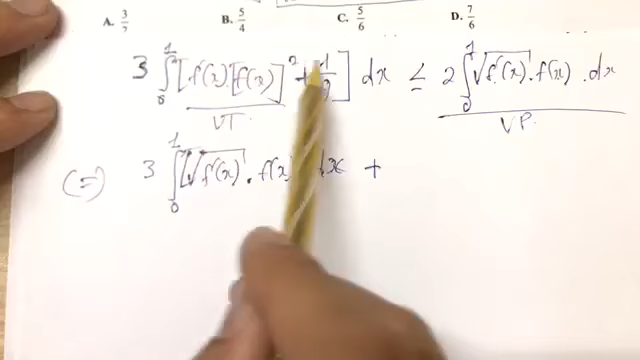 A. 3/7 B. 5/4 C. 5/6 D. 7/6
3 ∫₀¹ [f'(x)[f(x)]² + 1/9] dx ≤ 2 ∫₀¹ √f'(x) . f(x) . dx
VT VP
(=) 3 ∫₀¹ [√f'(x) . f(x) dx +